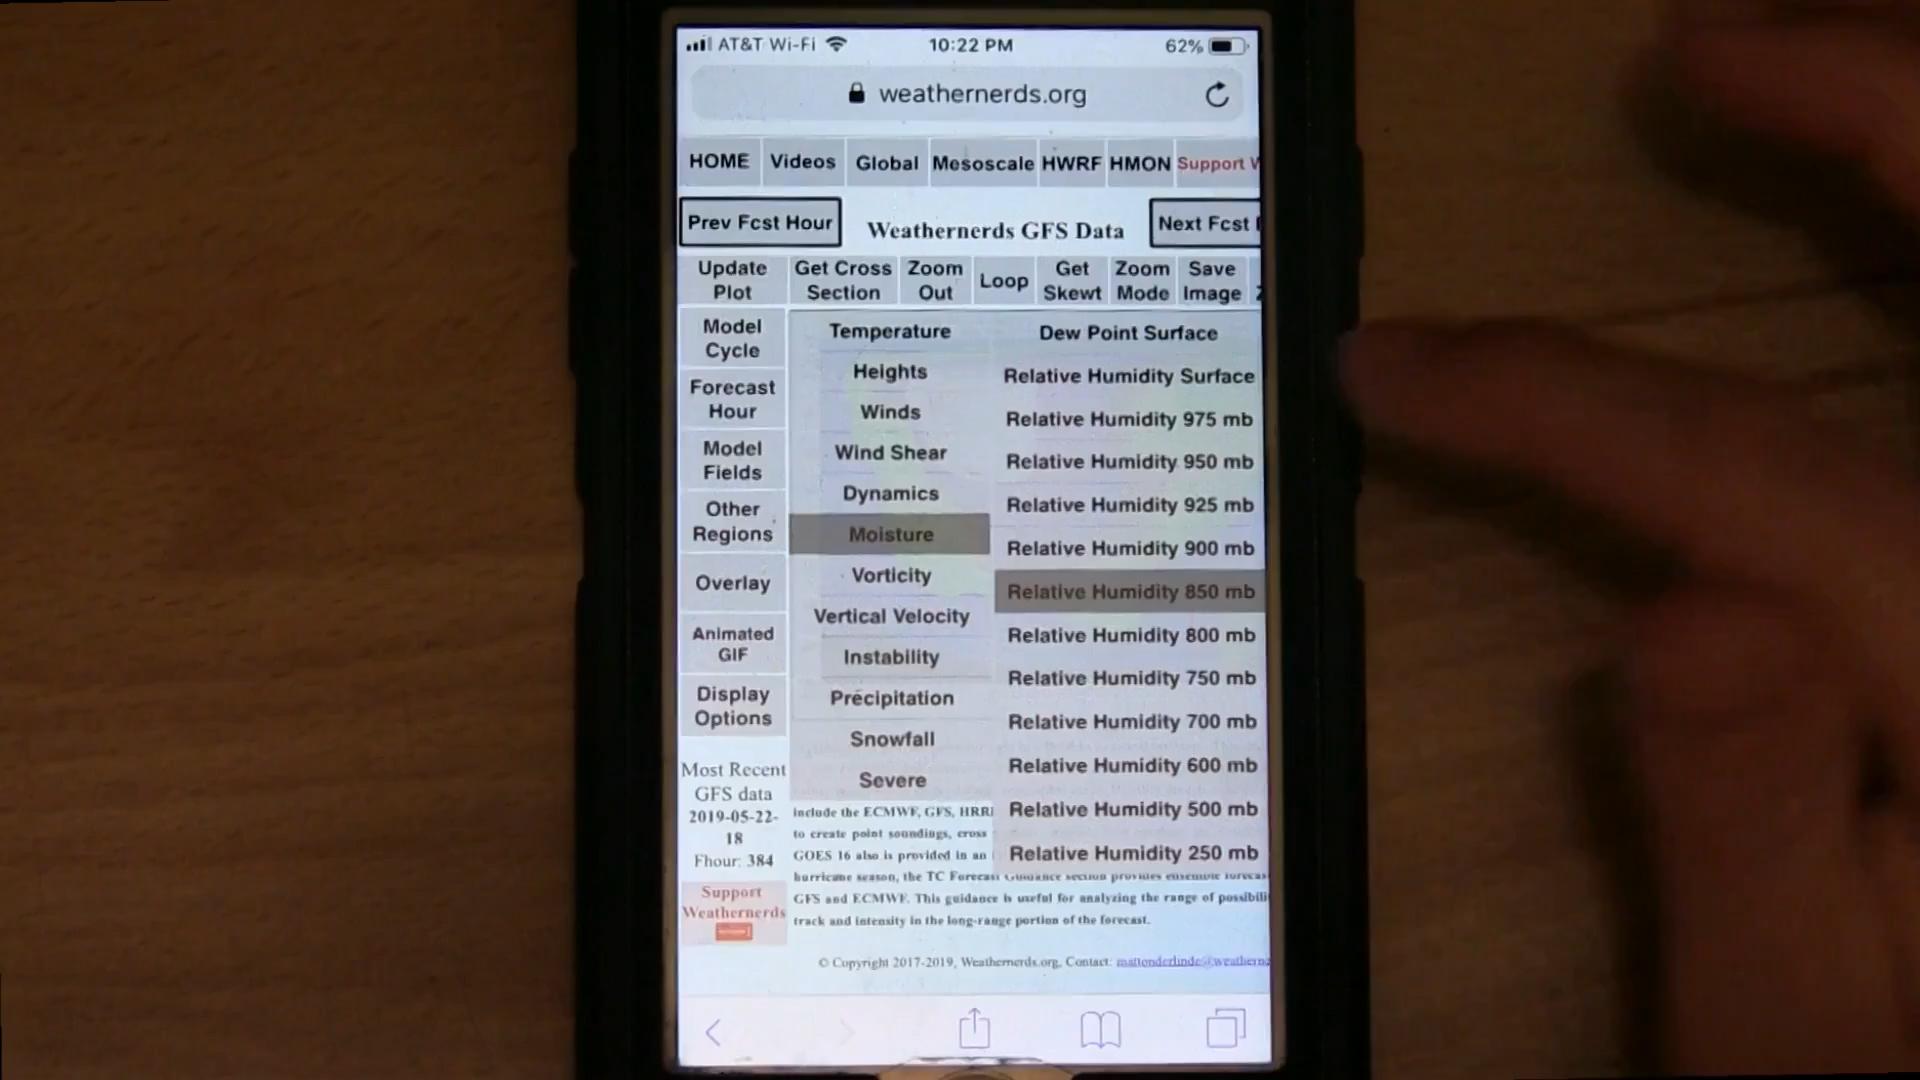 AT&T Wi-Fi 10:22 PM 62%
weathernerds.org
HOME Videos Global Mesoscale HWRF HMON Support
Prev Fcst Hour Weathernerds GFS Data Next Fcst
Update Plot Get Cross Section Zoom Out Loop Get Skewt Zoom Mode Save Image
Model Cycle
Forecast Hour
Model Fields
Other Regions
Overlay
Animated GIF
Display Options
Temperature
Heights
Winds
Wind Shear
Dynamics
Moisture
Vorticity
Vertical Velocity
Instability
Precipitation
Snowfall
Severe
Dew Point Surface
Relative Humidity Surface
Relative Humidity 975 mb
Relative Humidity 950 mb
Relative Humidity 925 mb
Relative Humidity 900 mb
Relative Humidity 850 mb
Relative Humidity 800 mb
Relative Humidity 750 mb
Relative Humidity 700 mb
Relative Humidity 600 mb
Relative Humidity 500 mb
Relative Humidity 250 mb
Most Recent
GFS data
2019-05-22-
18
Fhour: 384
Support
Weathernerds
include the ECMWF, GFS,
to create point soundings, cross
GOES 16 also is provided in an
hurricane season, the TC Forecast Guidance section provides ensemble
GFS and ECMWF. This guidance is useful for analyzing the range of
track and intensity in the long-range portion of the forecast.
© Copyright 2017-2019, Weathernerds.org, Contact: